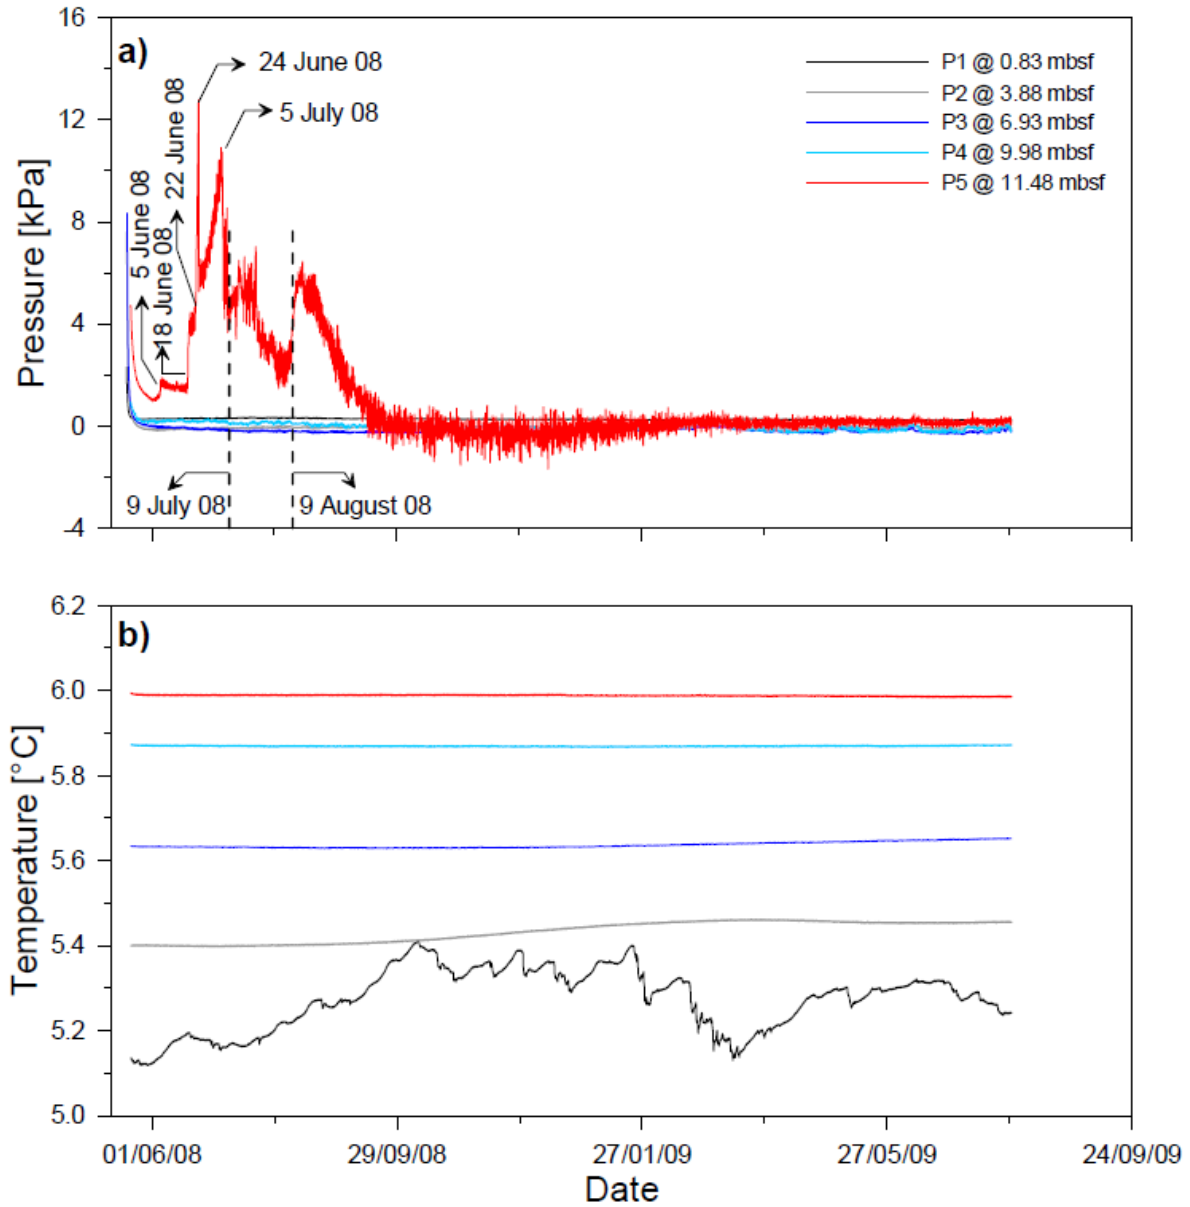 a)
24 June 08
5 July 08
22 June 08
5 June 08
18 June 08
P1 @ 0.83 mbsf
P2 @ 3.88 mbsf
P3 @ 6.93 mbsf
P4 @ 9.98 mbsf
P5 @ 11.48 mbsf
16
12
8
4
0
-4
Pressure [kPa]
9 July 08
9 August 08
b)
6.2
6.0
5.8
5.6
5.4
5.2
5.0
Temperature [°C]
01/06/08
29/09/08
27/01/09
27/05/09
24/09/09
Date